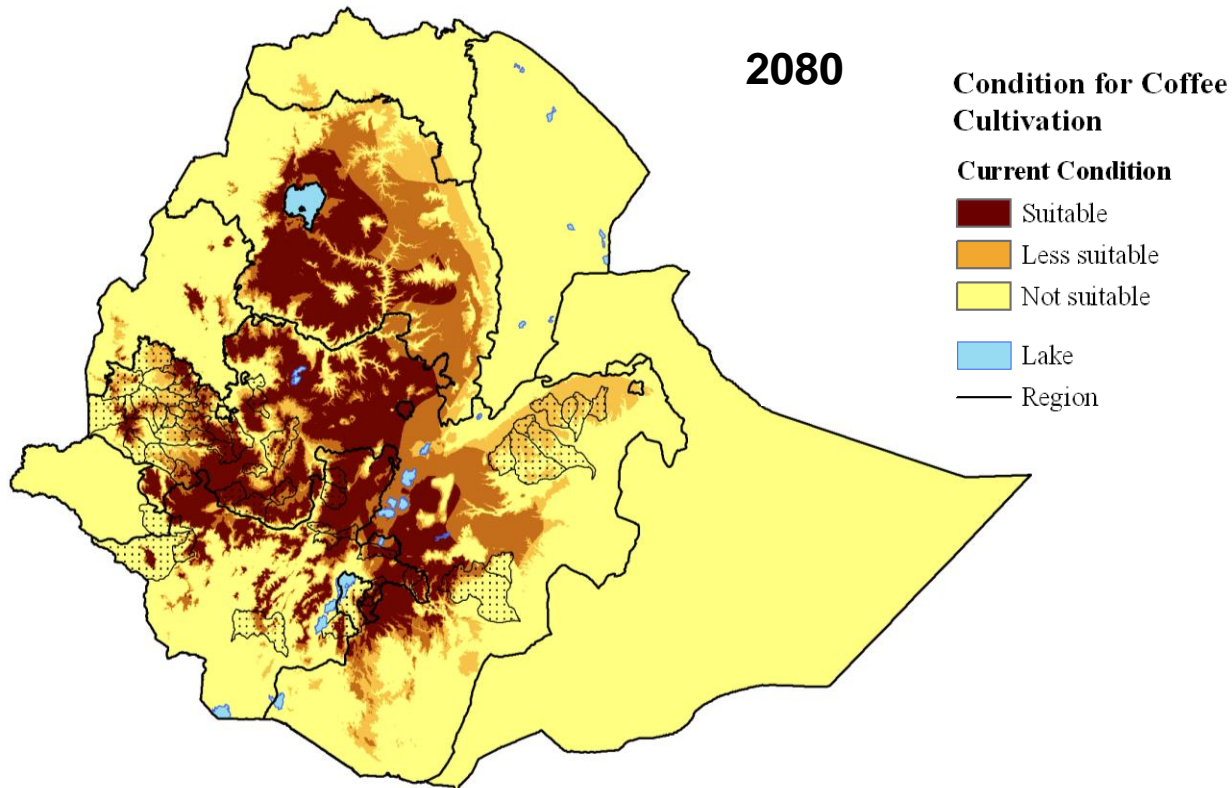 2080
Condition for Coffee
Cultivation
Current Condition
Suitable
Less suitable
Not suitable
Lake
Region